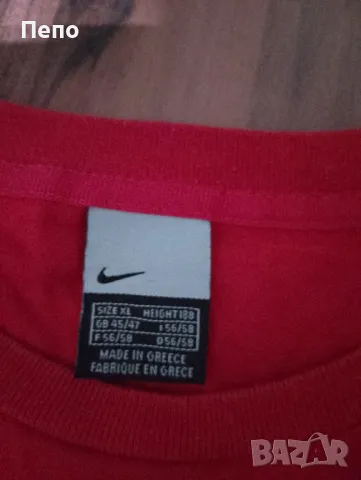 Пепо
SIZE XL HEIGHT 188
GB 45/47 I 56/58
F 56/58 D 56/58
MADE IN GREECE
FABRIQUE EN GRECE
BAZAR